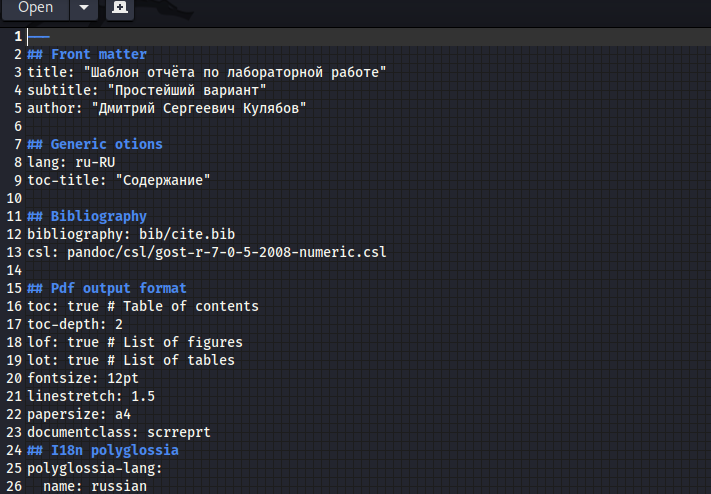 Open
1 ---
2 ## Front matter
3 title: "Шаблон отчёта по лабораторной работе"
4 subtitle: "Простейший вариант"
5 author: "Дмитрий Сергеевич Кулябов"
6
7 ## Generic otions
8 lang: ru-RU
9 toc-title: "Содержание"
10
11 ## Bibliography
12 bibliography: bib/cite.bib
13 csl: pandoc/csl/gost-r-7-0-5-2008-numeric.csl
14
15 ## Pdf output format
16 toc: true # Table of contents
17 toc-depth: 2
18 lof: true # List of figures
19 lot: true # List of tables
20 fontsize: 12pt
21 linestretch: 1.5
22 papersize: a4
23 documentclass: scrreprt
24 ## I18n polyglossia
25 polyglossia-lang:
26   name: russian